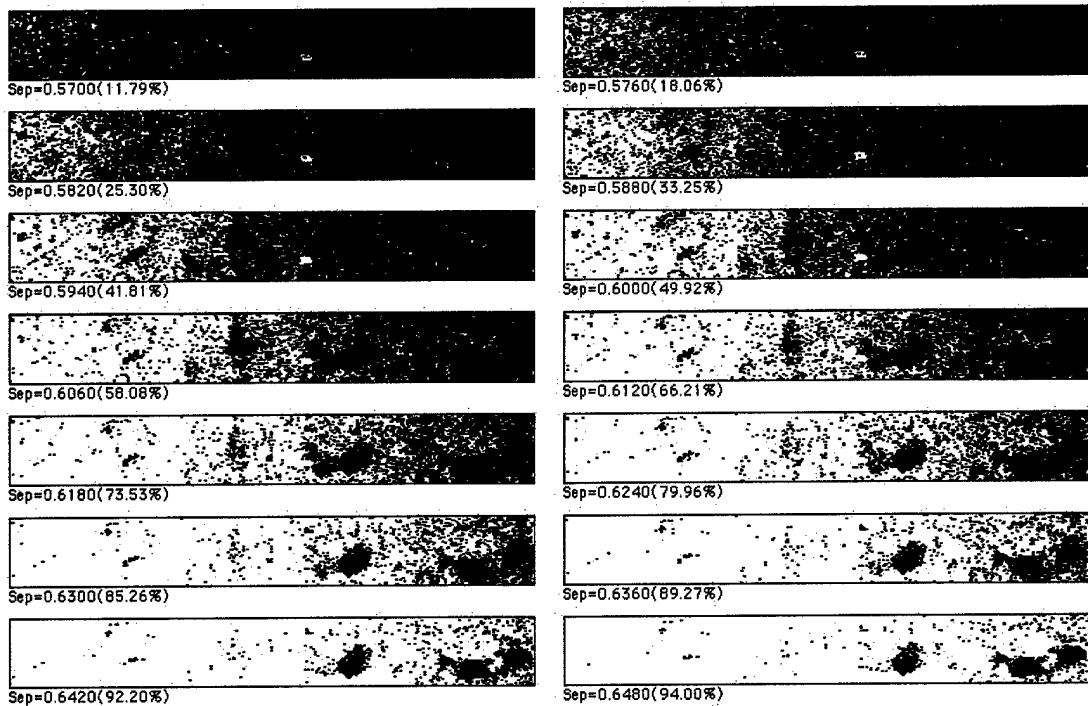 Sep=0.5700(11.79%)
Sep=0.5760(18.06%)
Sep=0.5820(25.30%)
Sep=0.5880(33.25%)
Sep=0.5940(41.81%)
Sep=0.6000(49.92%)
Sep=0.6060(58.08%)
Sep=0.6120(66.21%)
Sep=0.6180(73.53%)
Sep=0.6240(79.96%)
Sep=0.6300(85.26%)
Sep=0.6360(89.27%)
Sep=0.6420(92.20%)
Sep=0.6480(94.00%)